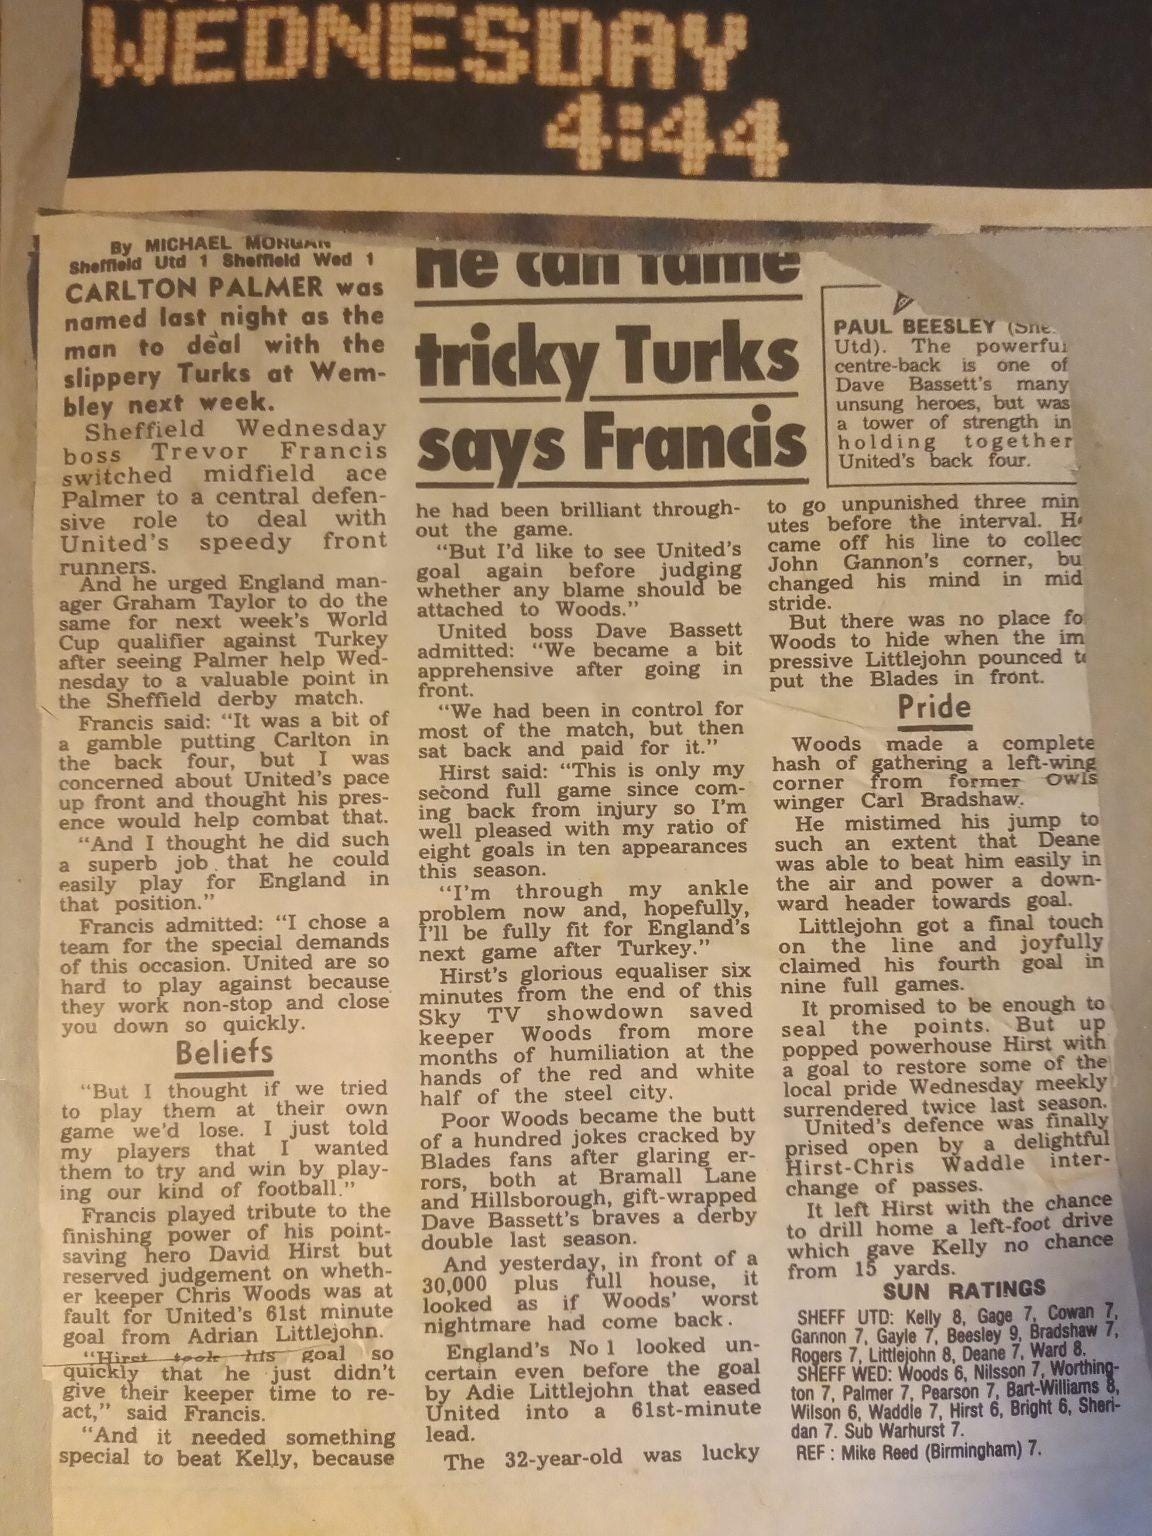 WEDNESDAY
4:44
By MICHAEL MORGAN
Sheffield Utd 1 Sheffield Wed 1
CARLTON PALMER was
named last night as the
man to deal with the
slippery Turks at Wem-
bley next week.
Sheffield Wednesday
boss Trevor Francis
switched midfield ace
Palmer to a central defen-
sive role to deal with
United's speedy front
runners.
And he urged England man-
ager Graham Taylor to do the
same for next week's World
Cup qualifier against Turkey
after seeing Palmer help Wed-
nesday to a valuable point in
the Sheffield derby match.
Francis said: "It was a bit of
a gamble putting Carlton in
the back four, but I was
concerned about United's pace
up front and thought his pres-
ence would help combat that.
"And I thought he did such
a superb job that he could
easily play for England in
that position."
Francis admitted: "I chose a
team for the special demands
of this occasion. United are so
hard to play against because
they work non-stop and close
you down so quickly.
Beliefs
"But I thought if we tried
to play them at their own
game we'd lose. I just told
my players that I wanted
them to try and win by play-
ing our kind of football."
Francis played tribute to the
finishing power of his point-
saving hero David Hirst but
reserved judgement on wheth-
er keeper Chris Woods was at
fault for United's 61st minute
goal from Adrian Littlejohn.
"Hirst took his goal so
quickly that he just didn't
give their keeper time to re-
act," said Francis.
"And it needed something
special to beat Kelly, because
He can tame
tricky Turks
says Francis
he had been brilliant through-
out the game.
"But I'd like to see United's
goal again before judging
whether any blame should be
attached to Woods."
United boss Dave Bassett
admitted: "We became a bit
apprehensive after going in
front.
"We had been in control for
most of the match, but then
sat back and paid for it."
Hirst said: "This is only my
second full game since com-
ing back from injury so I'm
well pleased with my ratio of
eight goals in ten appearances
this season.
"I'm through my ankle
problem now and, hopefully,
I'll be fully fit for England's
next game after Turkey."
Hirst's glorious equaliser six
minutes from the end of this
Sky TV showdown saved
keeper Woods from more
months of humiliation at the
hands of the red and white
half of the steel city.
Poor Woods became the butt
of a hundred jokes cracked by
Blades fans after glaring er-
rors, both at Bramall Lane
and Hillsborough, gift-wrapped
Dave Bassett's braves a derby
double last season.
And yesterday, in front of a
30,000 plus full house, it
looked as if Woods' worst
nightmare had come back.
England's No 1 looked un-
certain even before the goal
by Adie Littlejohn that eased
United into a 61st-minute
lead.
The 32-year-old was lucky
PAUL BEESLEY (She
Utd). The powerful
centre-back is one of
Dave Bassett's many
unsung heroes, but was
a tower of strength in
holding together
United's back four.
to go unpunished three min
utes before the interval. He
came off his line to collec
John Gannon's corner, bu
changed his mind in mid
stride.
But there was no place fo
Woods to hide when the im
pressive Littlejohn pounced to
put the Blades in front.
Pride
Woods made a complete
hash of gathering a left-wing
corner from former Owls
winger Carl Bradshaw.
He mistimed his jump to
such an extent that Deane
was able to beat him easily in
the air and power a down-
ward header towards goal.
Littlejohn got a final touch
on the line and joyfully
claimed his fourth goal in
nine full games.
It promised to be enough to
seal the points. But up
popped powerhouse Hirst with
a goal to restore some of the
local pride Wednesday meekly
surrendered twice last season.
United's defence was finally
prised open by a delightful
Hirst-Chris Waddle inter-
change of passes.
It left Hirst with the chance
to drill home a left-foot drive
which gave Kelly no chance
from 15 yards.
SUN RATINGS
SHEFF UTD: Kelly 8, Gage 7, Cowan 7,
Gannon 7, Gayle 7, Beesley 9, Bradshaw 7,
Rogers 7, Littlejohn 8, Deane 7, Ward 8.
SHEFF WED: Woods 6, Nilsson 7, Worthing-
ton 7, Palmer 7, Pearson 7, Bart-Williams 8,
Wilson 6, Waddle 7, Hirst 6, Bright 6, Sheri-
dan 7. Sub Warhurst 7.
REF: Mike Reed (Birmingham) 7.